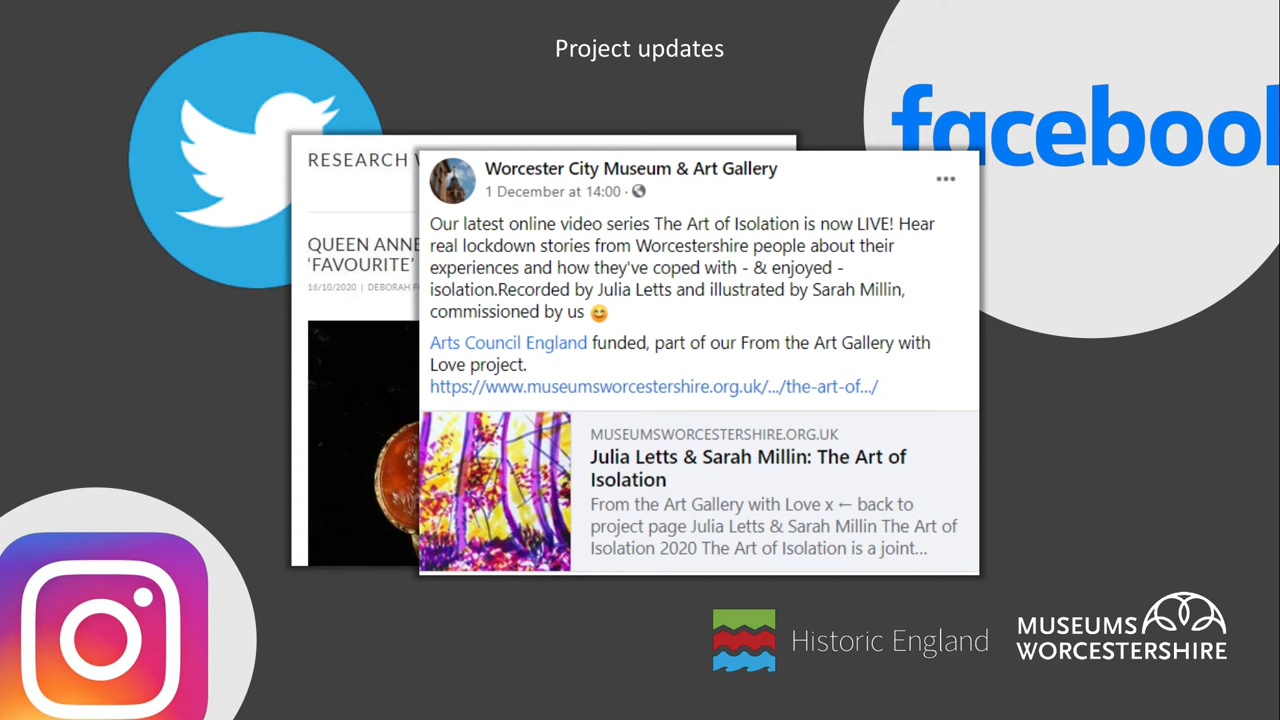 Project updates
facebook
RESEARCH
QUEEN ANNE
'FAVOURITE'
16/10/2020 | DEBORAH
Worcester City Museum & Art Gallery
1 December at 14:00 ·
Our latest online video series The Art of Isolation is now LIVE! Hear
real lockdown stories from Worcestershire people about their
experiences and how they've coped with - & enjoyed -
isolation.Recorded by Julia Letts and illustrated by Sarah Millin,
commissioned by us 😊
Arts Council England funded, part of our From the Art Gallery with
Love project.
https://www.museumsworcestershire.org.uk/.../the-art-of.../
MUSEUMSWORCESTERSHIRE.ORG.UK
Julia Letts & Sarah Millin: The Art of
Isolation
From the Art Gallery with Love x ← back to
project page Julia Letts & Sarah Millin The Art of
Isolation 2020 The Art of Isolation is a joint...
Historic England
MUSEUMS
WORCESTERSHIRE